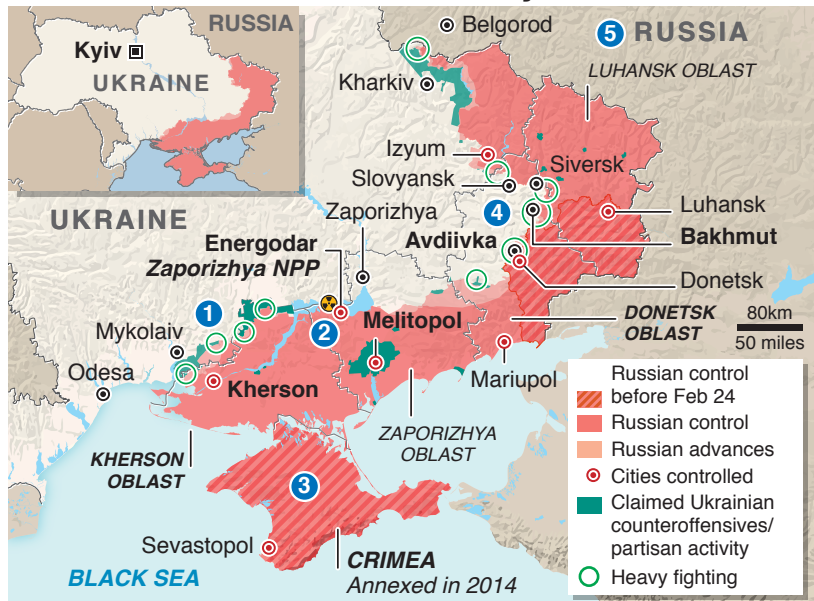 RUSSIA
Kyiv
UKRAINE
Belgorod
5
RUSSIA
Kharkiv
LUHANSK OBLAST
Izyum
Siversk
Slovyansk
UKRAINE
Zaporizhya
4
Luhansk
Energodar
Avdiivka
Bakhmut
Zaporizhya NPP
Donetsk
1
2
Melitopol
DONETSK
OBLAST
80km
50 miles
Mykolaiv
Odesa
Kherson
Mariupol
ZAPORIZHYA
OBLAST
KHERSON
OBLAST
3
Sevastopol
CRIMEA
Annexed in 2014
BLACK SEA
Russian control
before Feb 24
Russian control
Russian advances
Cities controlled
Claimed Ukrainian
counteroffensives/
partisan activity
Heavy fighting